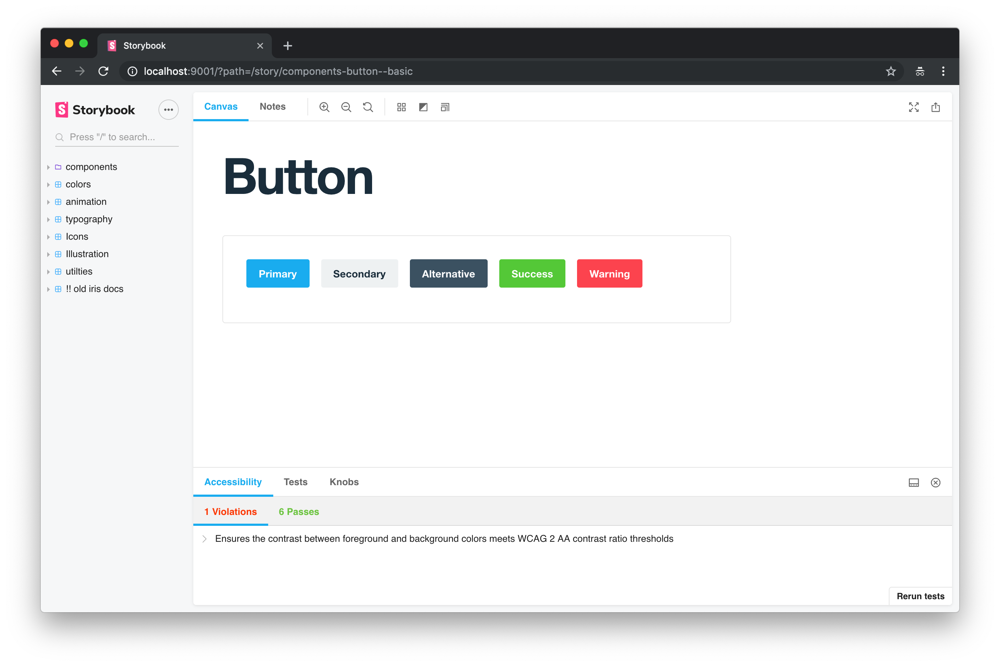 Storybook
localhost:9001/?path=/story/components-button--basic
Storybook
Press "/" to search...
components
colors
animation
typography
Icons
Illustration
utilties
!! old iris docs
Canvas Notes
Button
Primary Secondary Alternative Success Warning
Accessibility Tests Knobs
1 Violations 6 Passes
Ensures the contrast between foreground and background colors meets WCAG 2 AA contrast ratio thresholds
Rerun tests